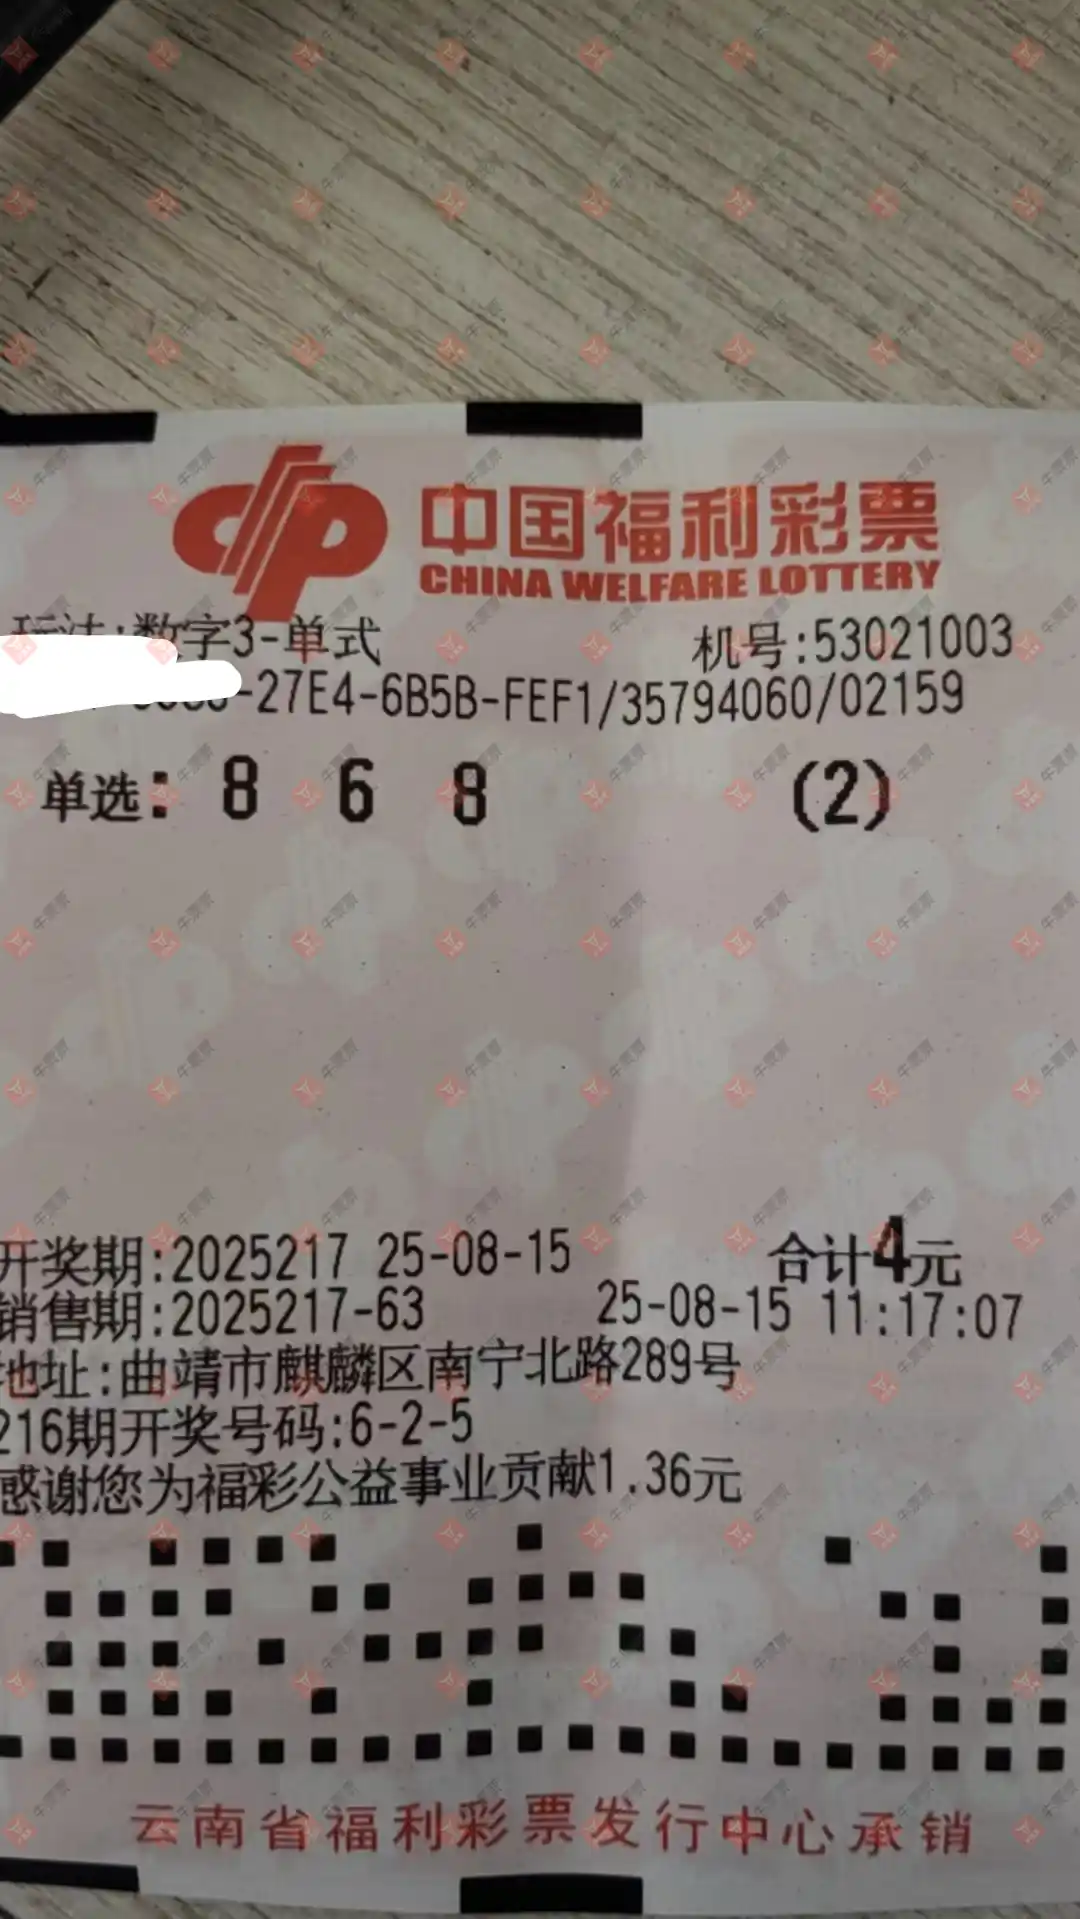 中国福利彩票
CHINA WELFARE LOTTERY
玩法:数字3-单式 机号:53021003
-27E4-6B5B-FEF1/35794060/02159
单选: 8 6 8 (2)
开奖期:2025217 25-08-15 合计4元
销售期:2025217-63 25-08-15 11:17:07
地址:曲靖市麒麟区南宁北路289号
216期开奖号码:6-2-5
感谢您为福彩公益事业贡献1.36元
云南省福利彩票发行中心承销